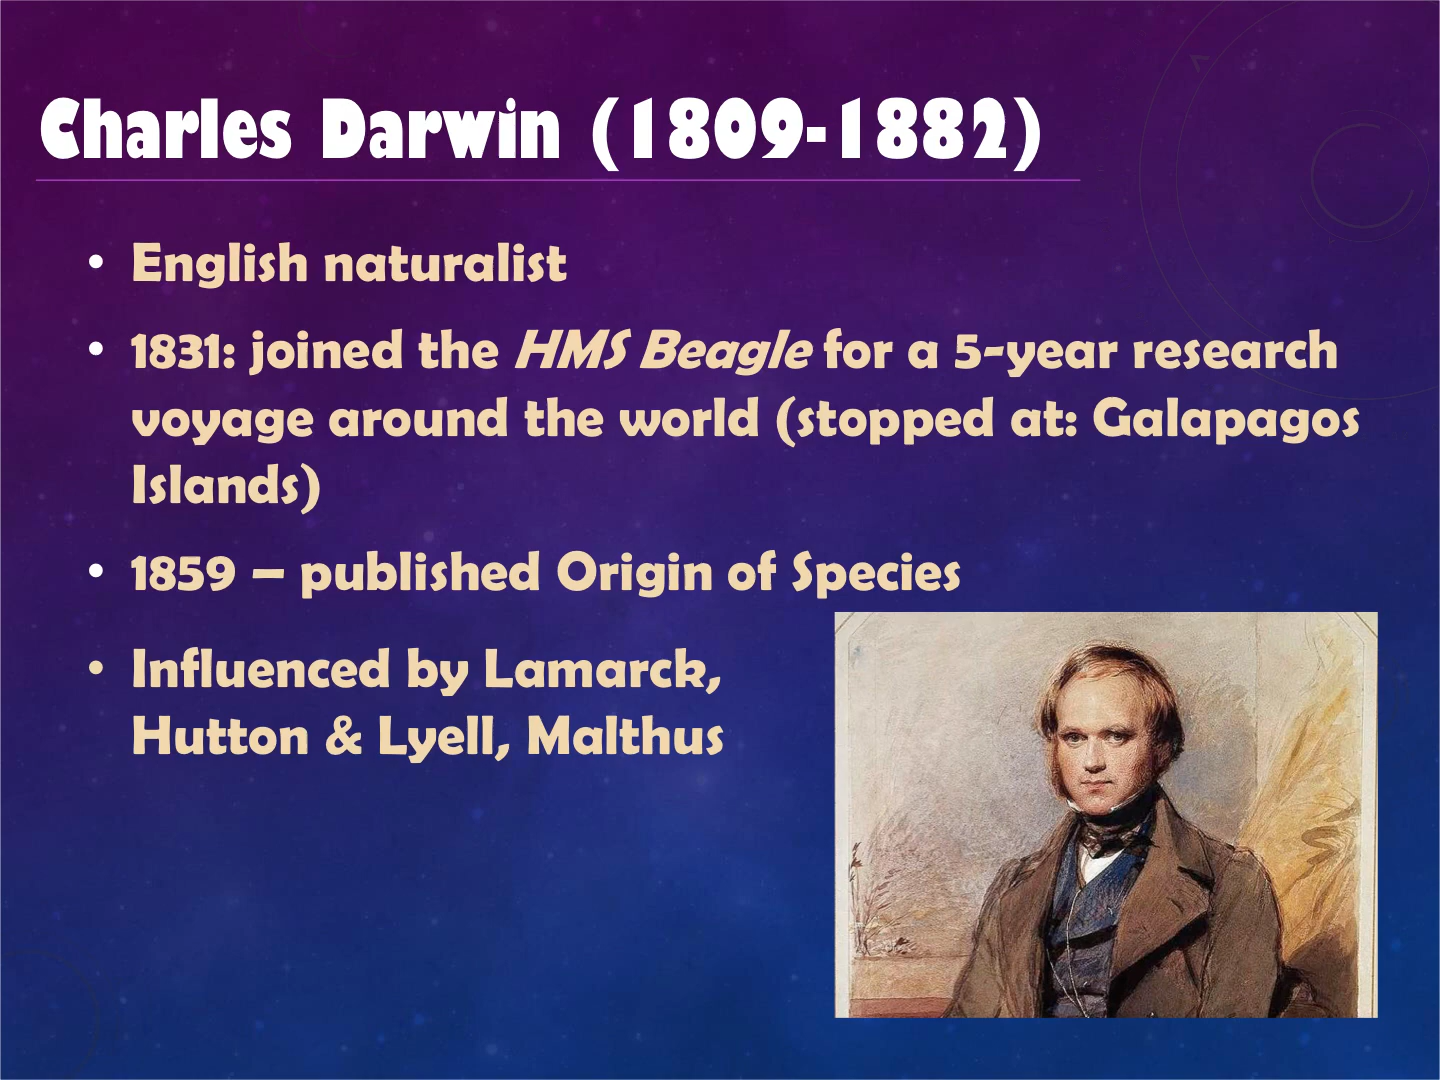 Charles Darwin (1809-1882)
• English naturalist
• 1831: joined the HMS Beagle for a 5-year research
voyage around the world (stopped at: Galapagos
Islands)
• 1859 – published Origin of Species
• Influenced by Lamarck,
Hutton & Lyell, Malthus